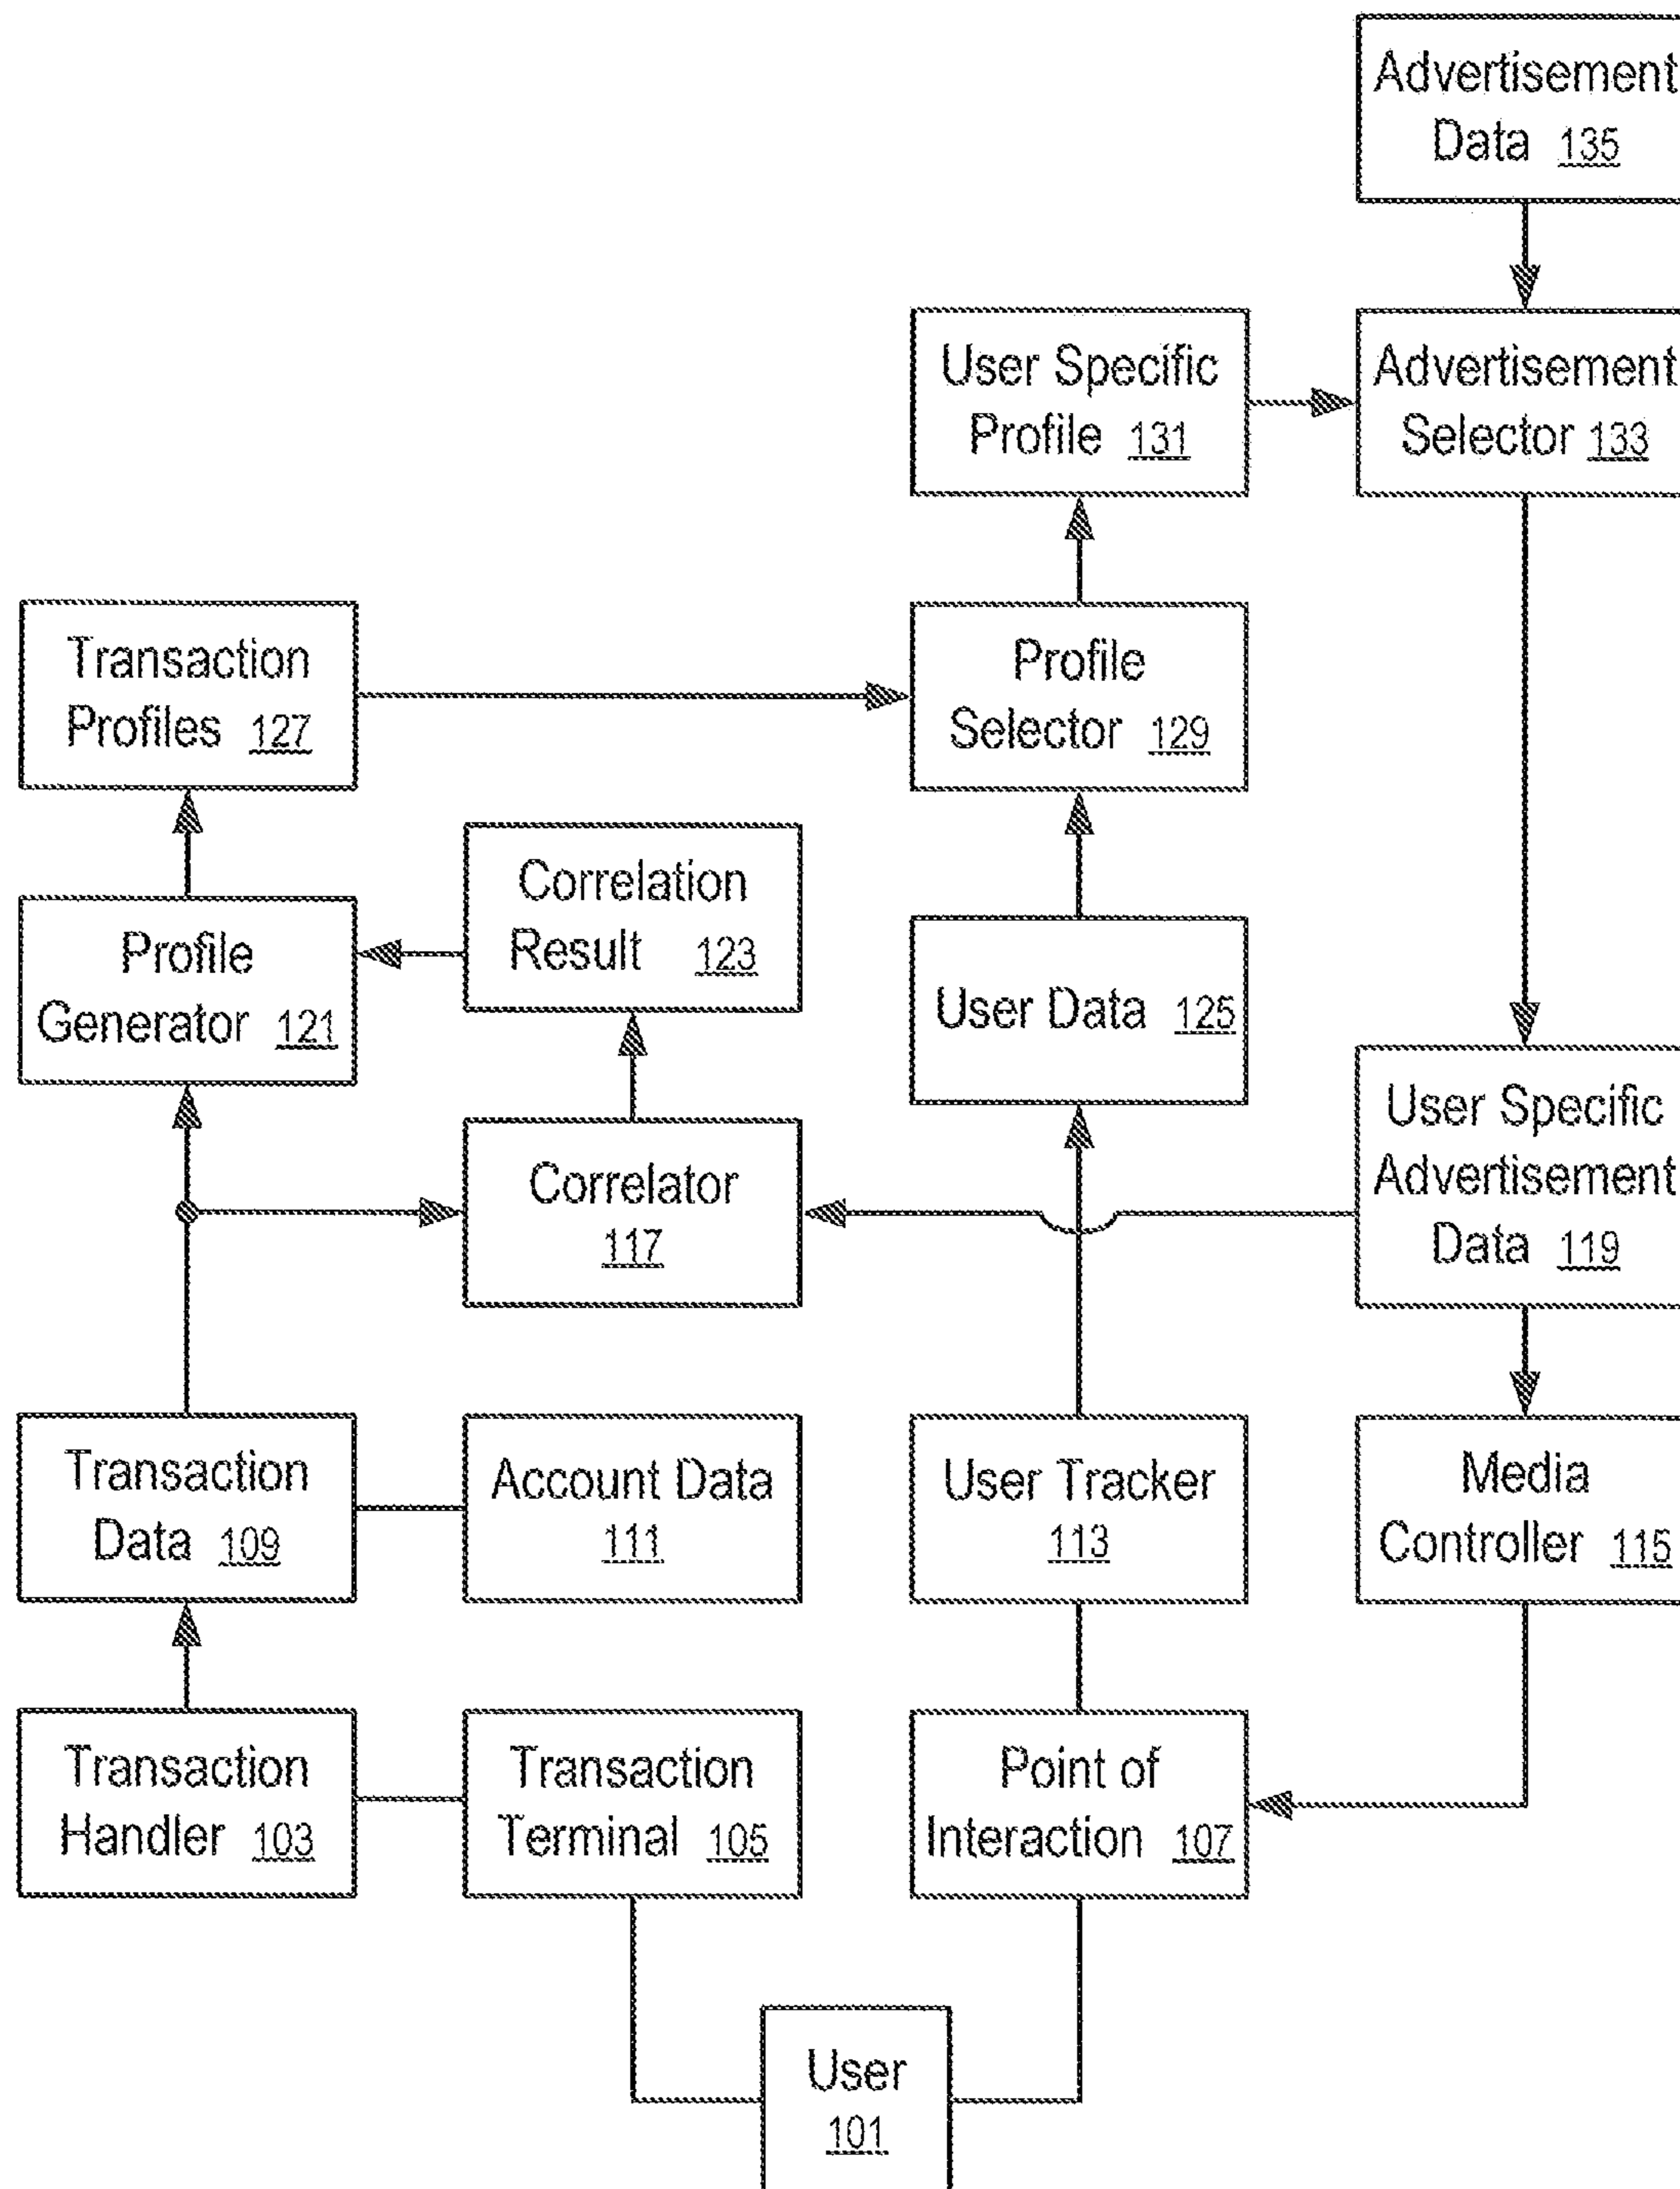 Advertisement
Data 135
User Specific
Profile 131
Advertisement
Selector 133
Transaction
Profiles 127
Profile
Selector 129
Correlation
Result 123
Profile
Generator 121
User Data 125
User Specific
Advertisement
Data 119
Correlator
117
Transaction
Data 109
Account Data
111
User Tracker
113
Media
Controller 115
Transaction
Handler 103
Transaction
Terminal 105
Point of
Interaction 107
User
101